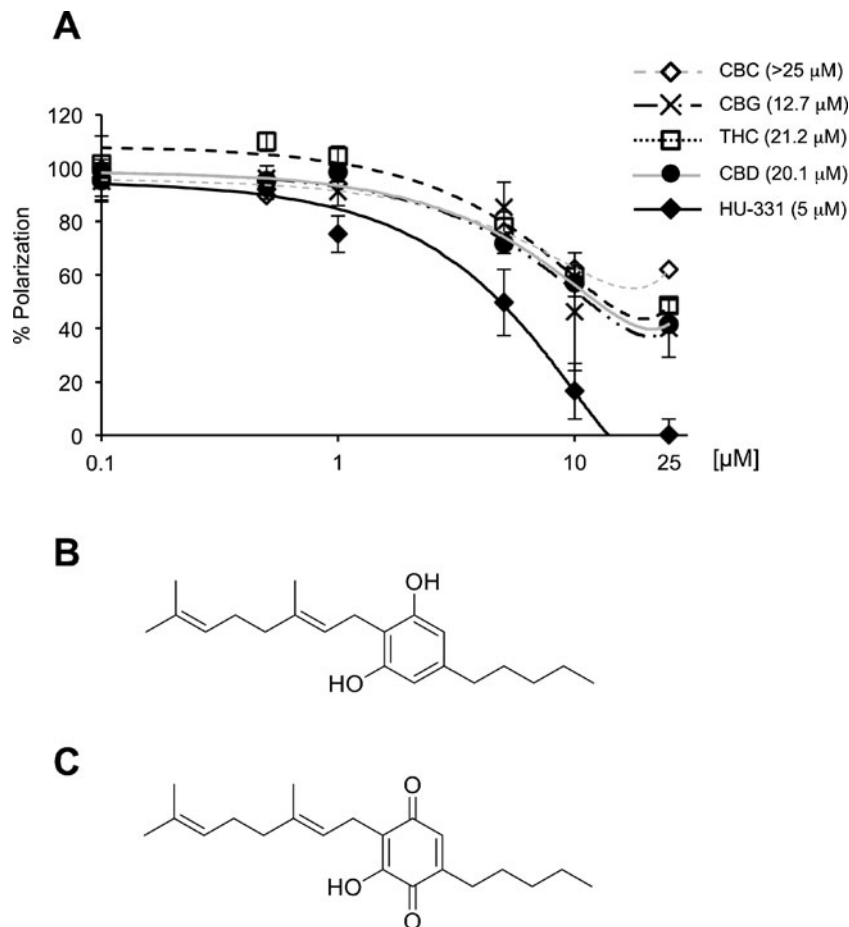 A
CBC (>25 µM)
CBG (12.7 µM)
THC (21.2 µM)
CBD (20.1 µM)
HU-331 (5 µM)
% Polarization
120
100
80
60
40
20
0
0.1
1
10
25
[µM]
B
OH
HO
C
O
HO
O